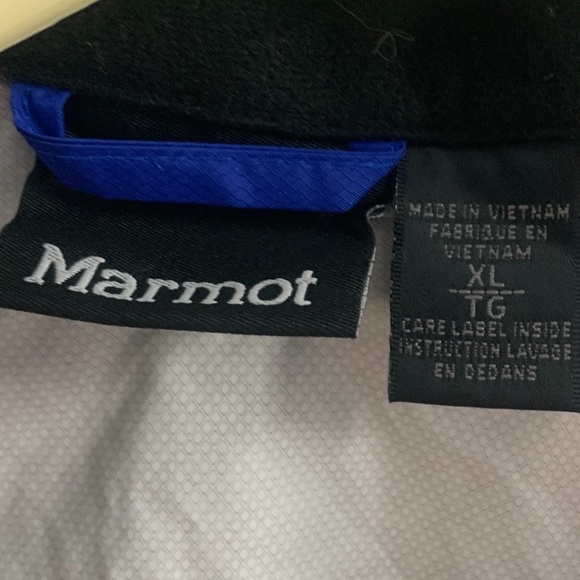 Marmot
MADE IN VIETNAM
FABRIQUE EN
VIETNAM
XL
TG
CARE LABEL INSIDE
INSTRUCTION LAVAGE
EN DEDANS